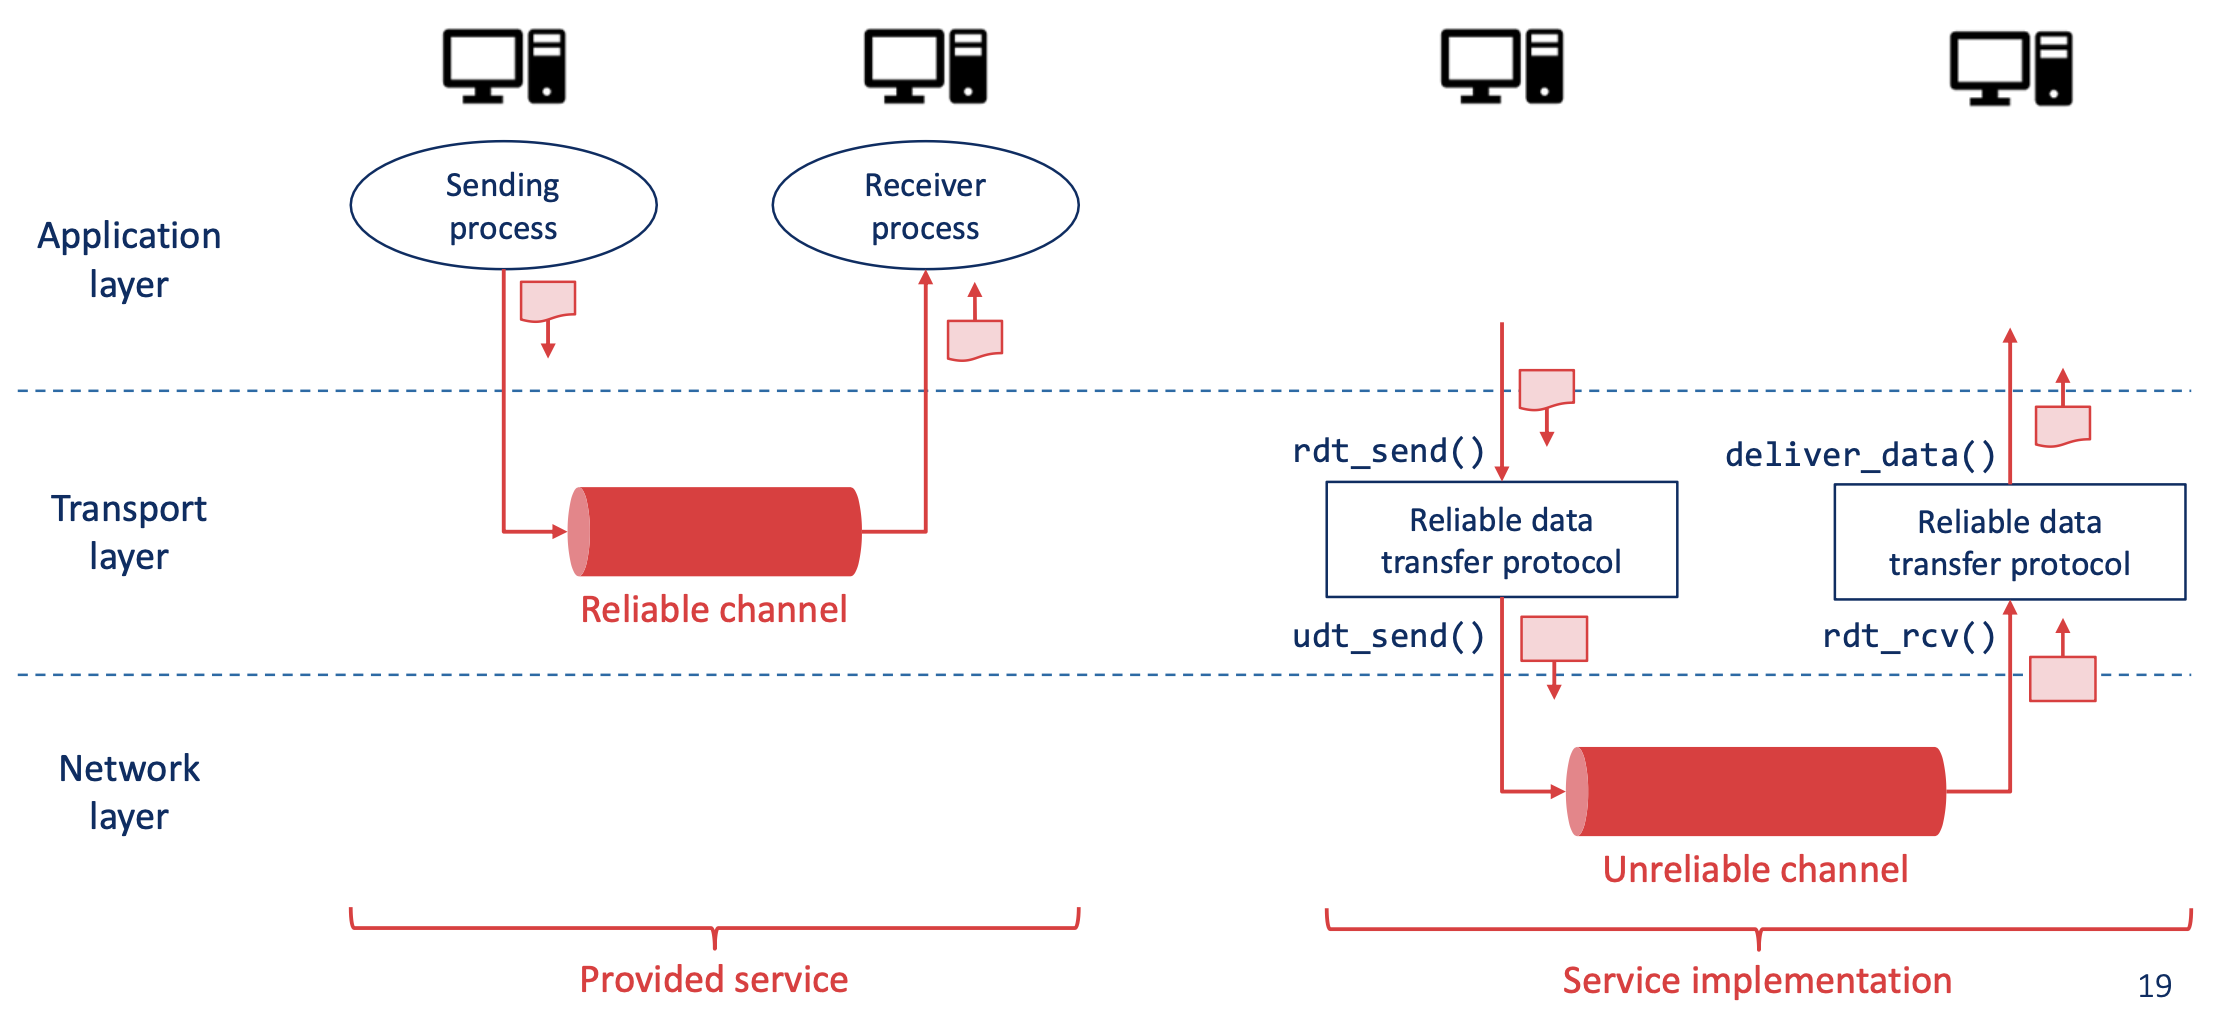 Sending
process
Receiver
process
Application
layer
rdt_send()
deliver_data()
Transport
layer
Reliable data
transfer protocol
Reliable data
transfer protocol
Reliable channel
udt_send()
rdt_rcv()
Network
layer
Unreliable channel
Provided service
Service implementation
19